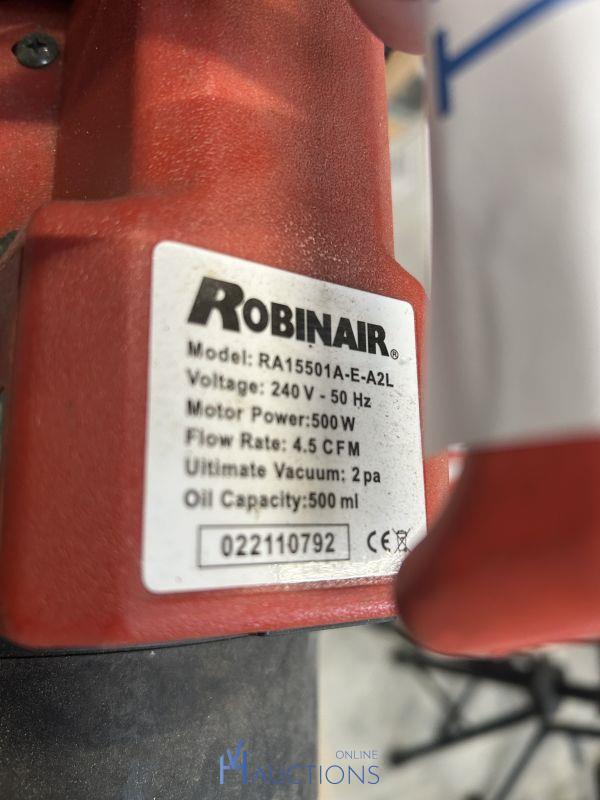 ROBINAIR®
Model: RA15501A-E-A2L
Voltage: 240 V - 50 Hz
Motor Power:500 W
Flow Rate: 4.5 CFM
Ultimate Vacuum: 2 pa
Oil Capacity:500 ml
022110792 CE
ONLINE
AUCTIONS